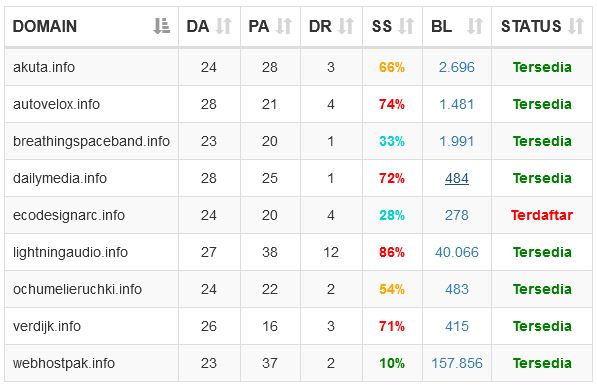 DOMAIN DA PA DR SS BL STATUS
akuta.info 24 28 3 66% 2.696 Tersedia
autovelox.info 28 21 4 74% 1.481 Tersedia
breathingspaceband.info 23 20 1 33% 1.991 Tersedia
dailymedia.info 28 25 1 72% 484 Tersedia
ecodesignarc.info 24 20 4 28% 278 Terdaftar
lightningaudio.info 27 38 12 86% 40.066 Tersedia
ochumelieruchki.info 24 22 2 54% 483 Tersedia
verdijk.info 26 16 3 71% 415 Tersedia
webhostpak.info 23 37 2 10% 157.856 Tersedia